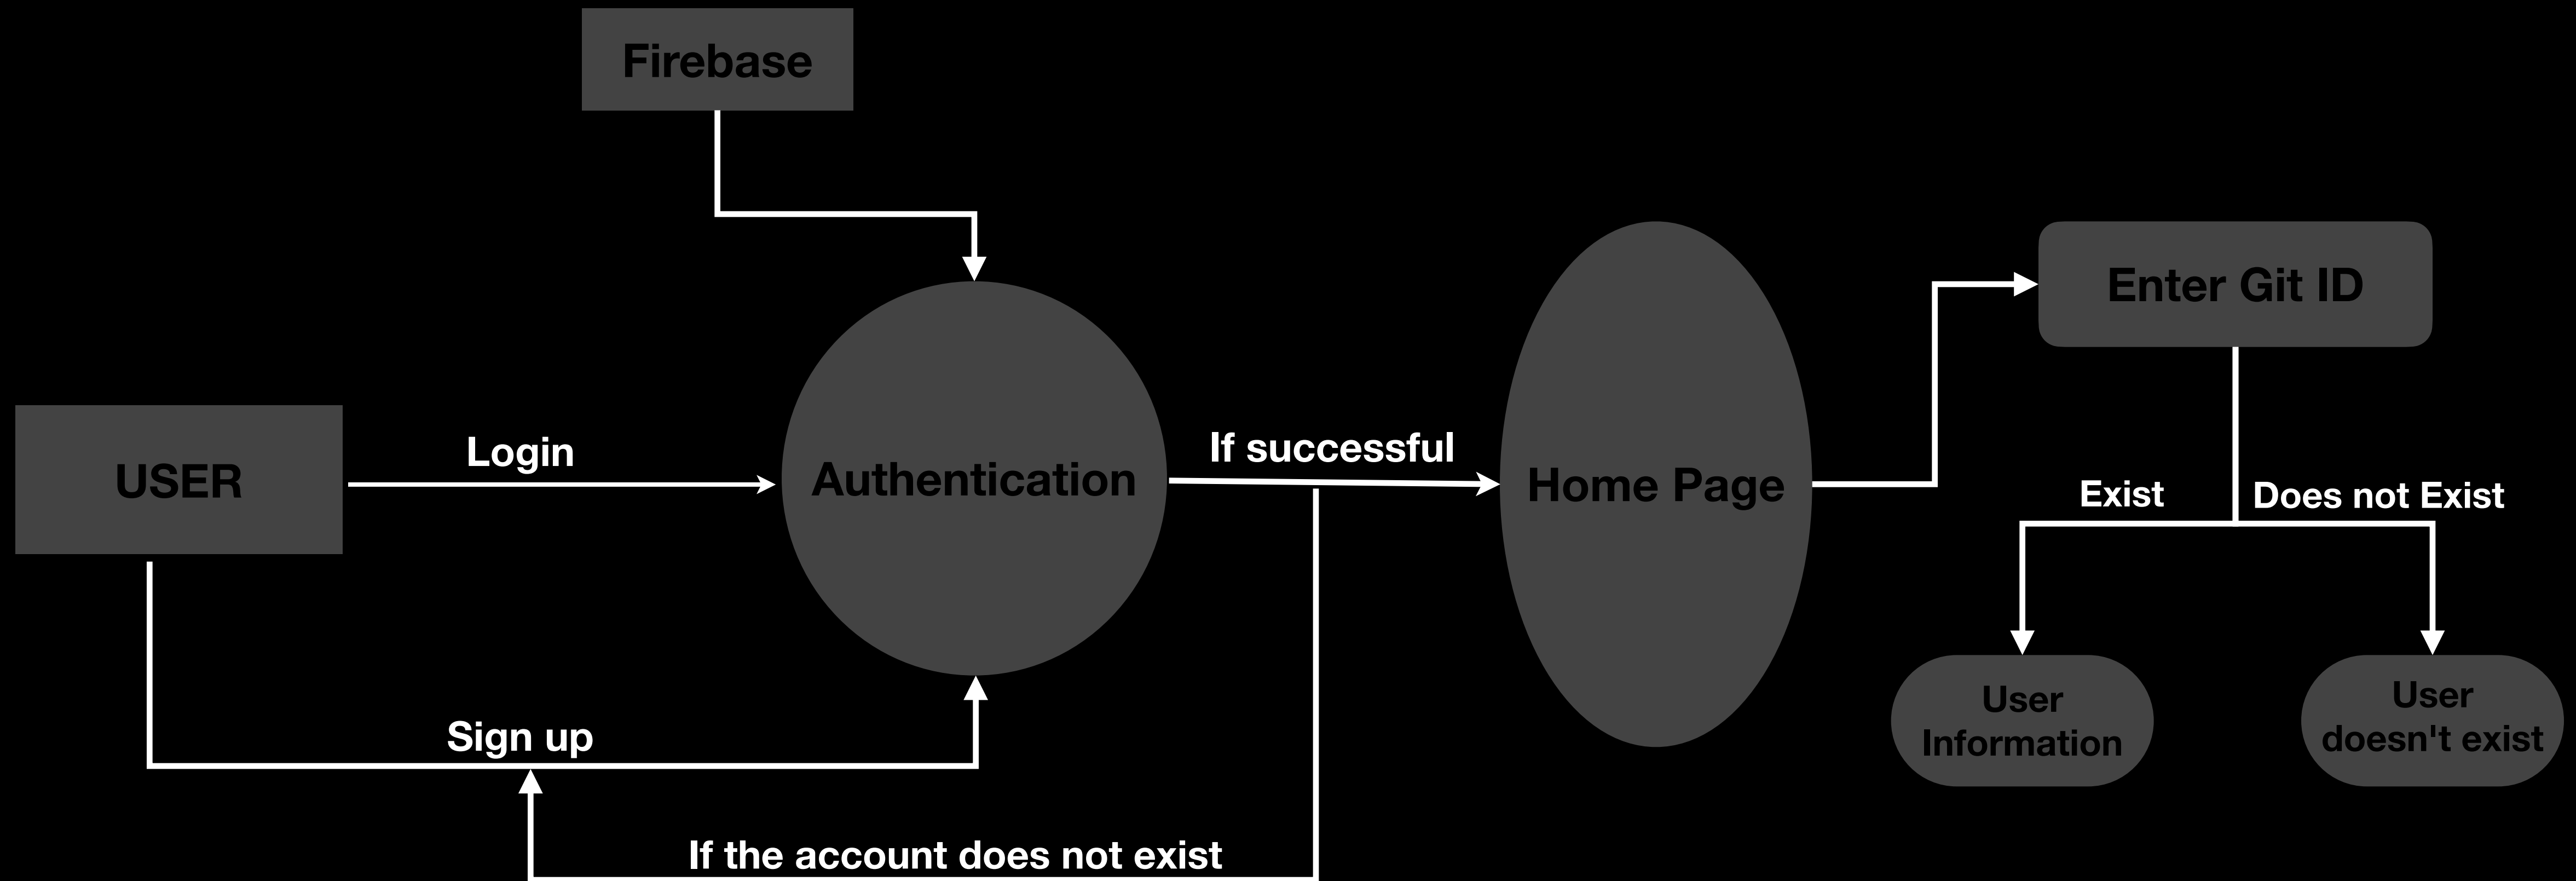 Firebase
Enter Git ID
USER
Login
Authentication
If successful
Home Page
Exist
Does not Exist
Sign up
User
Information
User
doesn't exist
If the account does not exist